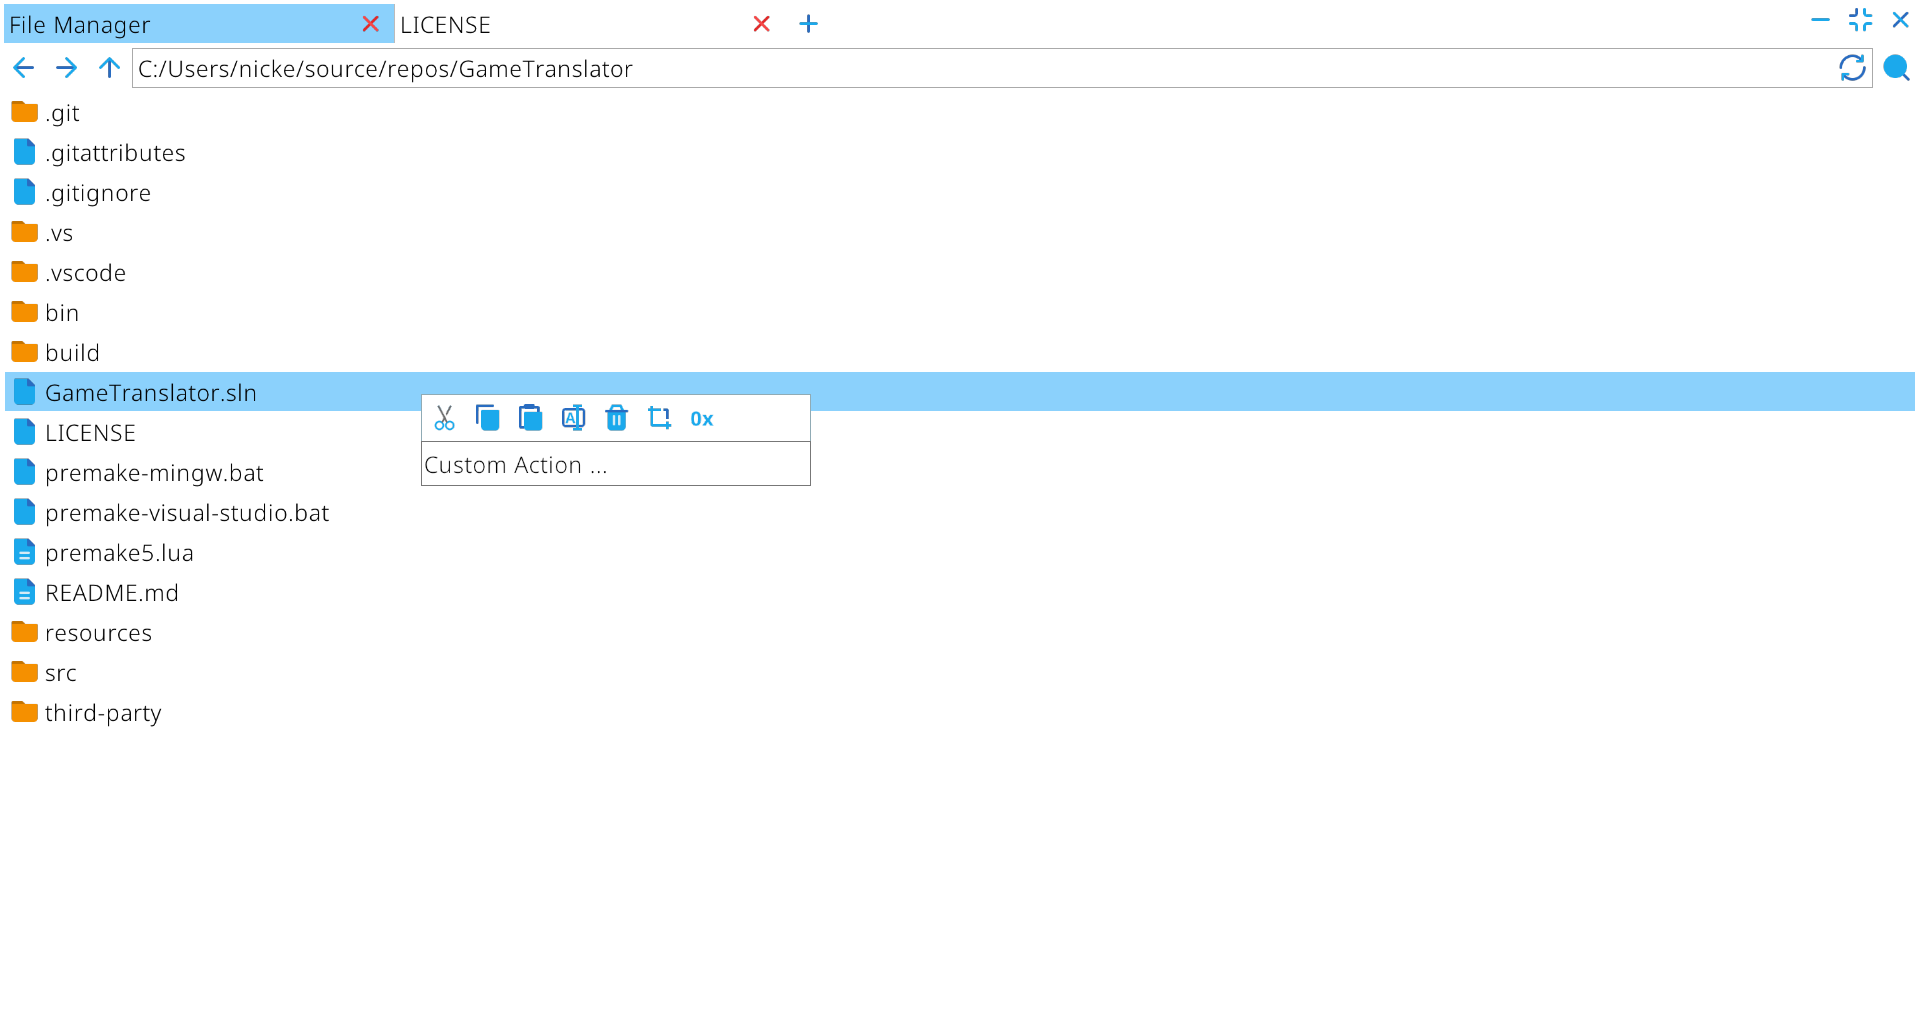 File Manager
LICENSE
C:/Users/nicke/source/repos/GameTranslator
.git
.gitattributes
.gitignore
.vs
.vscode
bin
build
GameTranslator.sln
A 0x
LICENSE
Custom Action ...
premake-mingw.bat
premake-visual-studio.bat
premake5.lua
README.md
resources
src
third-party